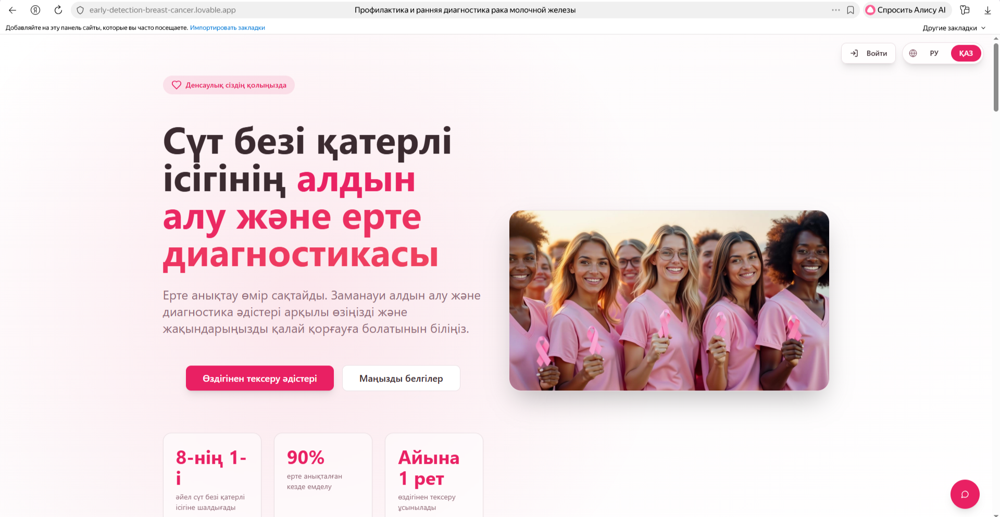 early-detection-breast-cancer.lovable.app
Профилактика и ранняя диагностика рака молочной железы
Спросить Алису AI
Добавляйте на эту панель сайты, которые вы часто посещаете. Импортировать закладки
Другие закладки
Войти
РУ
ҚАЗ
Денсаулық сіздің қолыңызда
Сүт безі қатерлі
ісігінің алдын
алу және ерте
диагностикасы
Ерте анықтау өмір сақтайды. Заманауи алдын алу және
диагностика әдістері арқылы өзіңізді және
жақындарыңызды қалай қорғауға болатынын біліңіз.
Өздігінен тексеру әдістері
Маңызды белгілер
8-нің 1-
і
әйел сүт безі қатерлі
ісігіне шалдығады
90%
ерте анықталған
кезде емделу
Айына
1 рет
өздігінен тексеру
ұсынылады